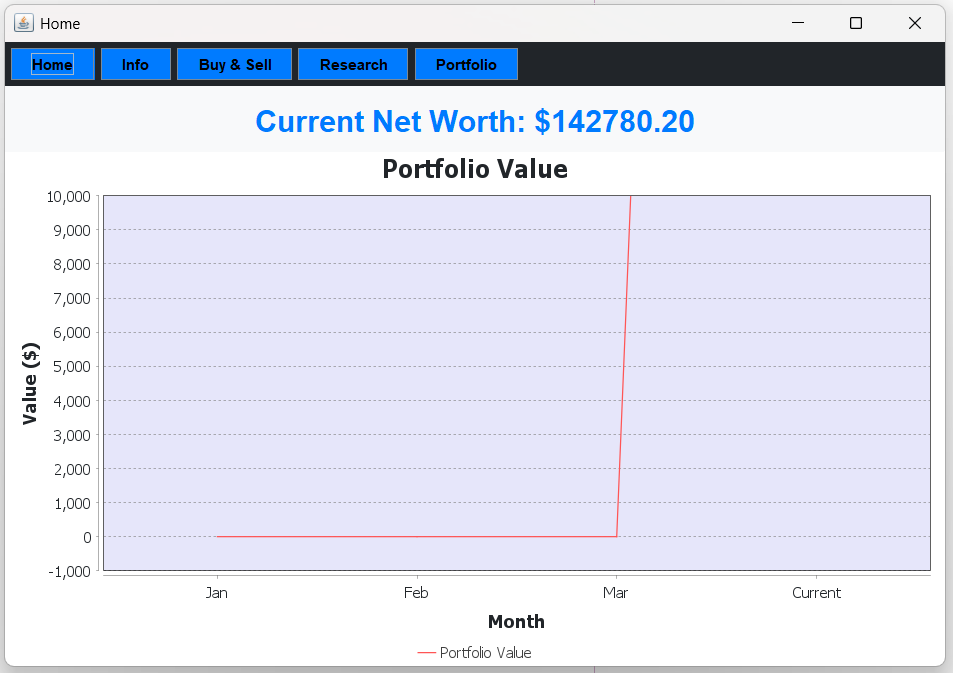 Home
Home Info Buy & Sell Research Portfolio
Current Net Worth: $142780.20
Portfolio Value
10,000
9,000
8,000
7,000
6,000
5,000
4,000
3,000
2,000
1,000
0
-1,000
Value ($)
Jan Feb Mar Current
Month
Portfolio Value